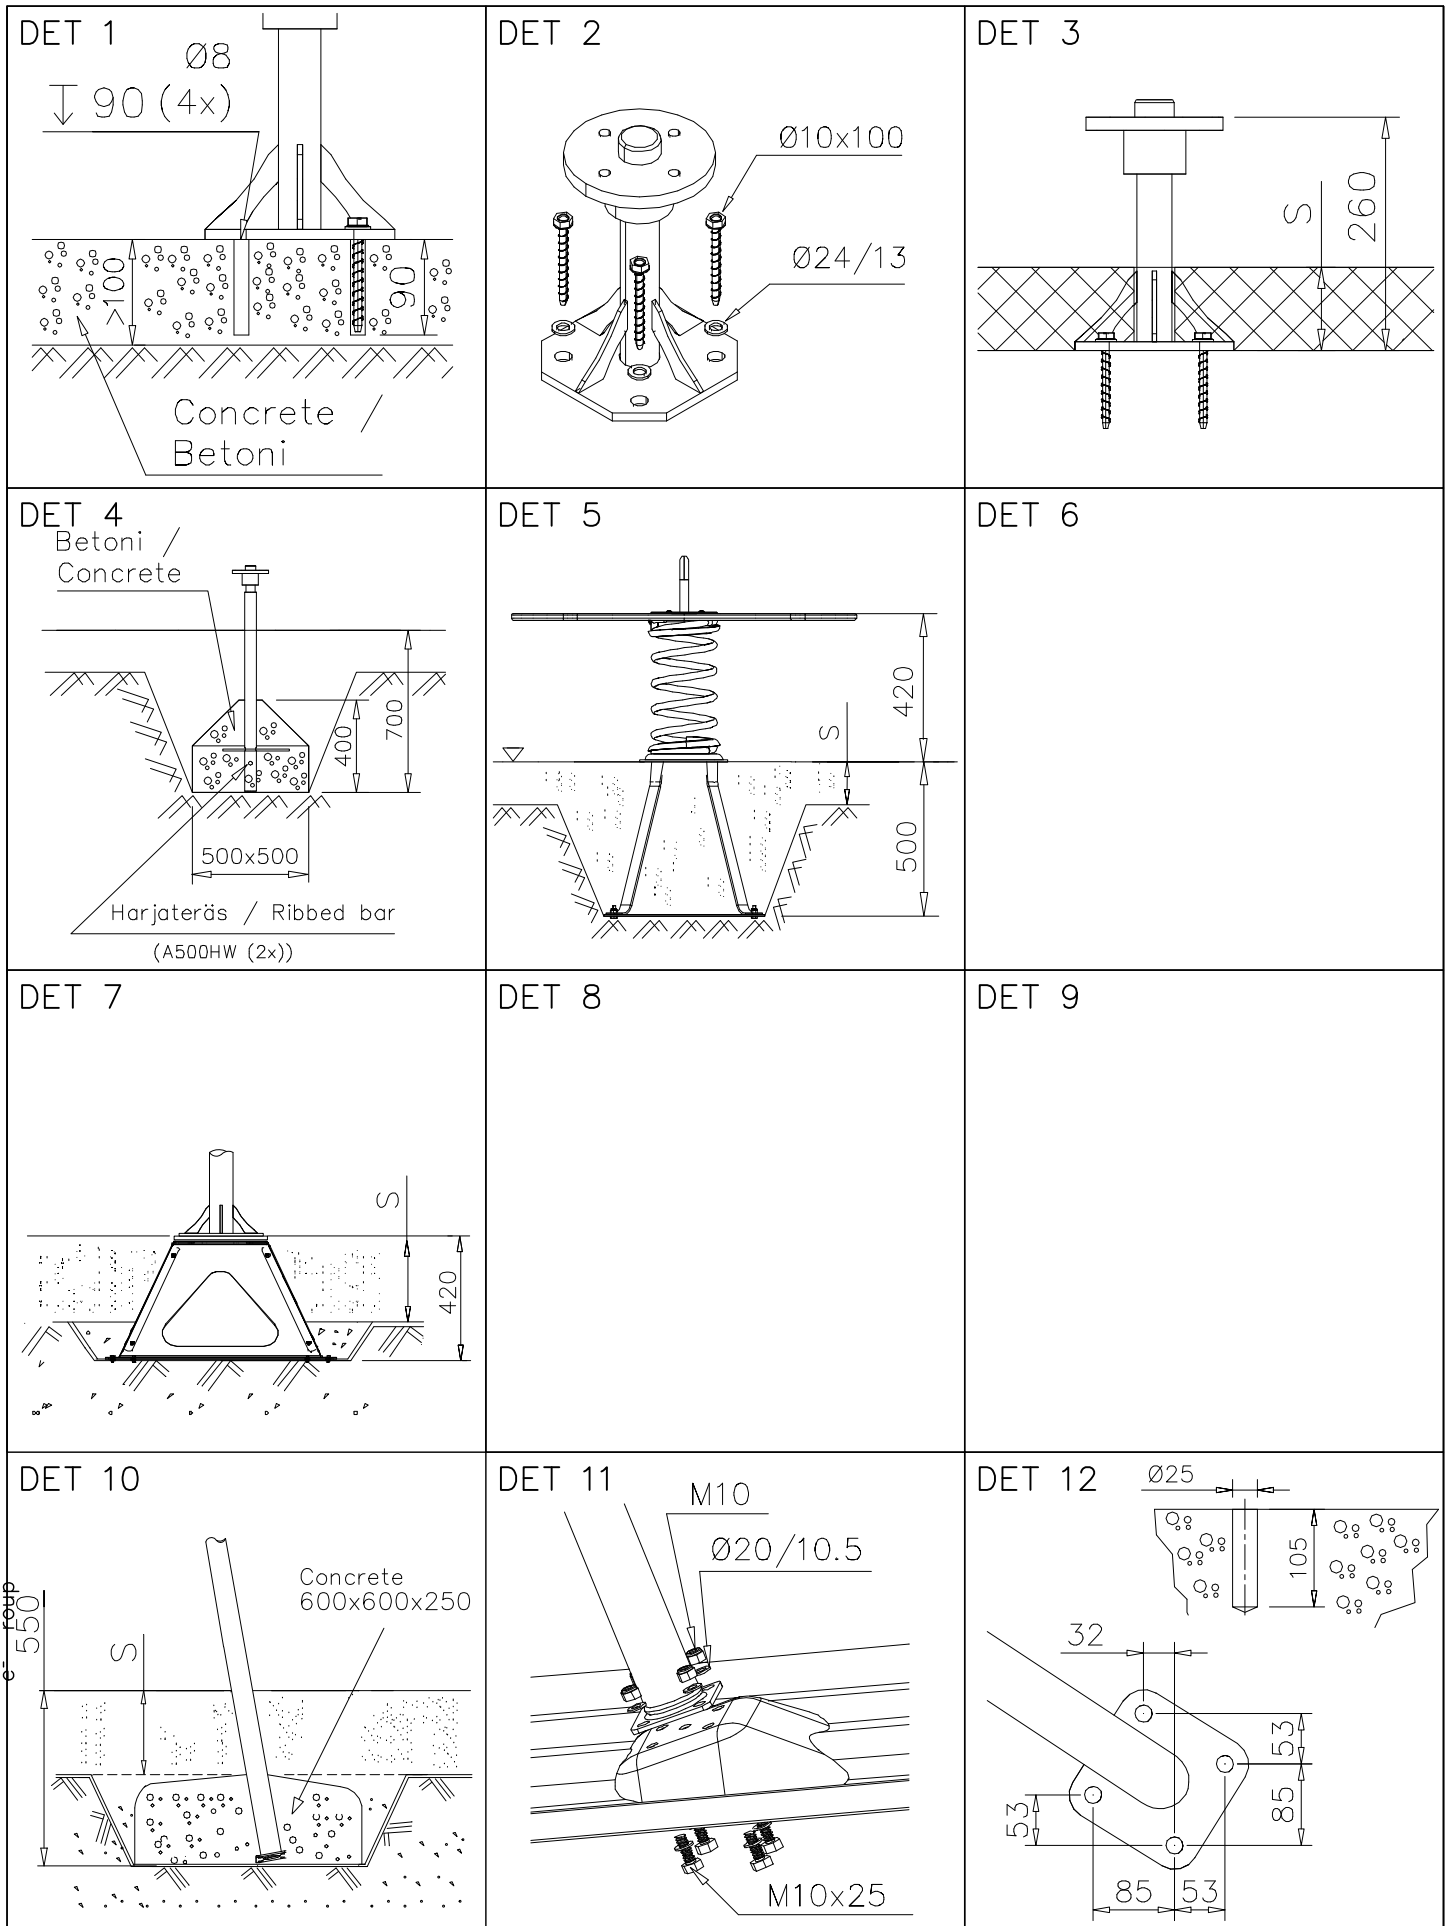 DET 1
Ø8
90 (4x)
>100
90
Concrete /
Betoni
DET 2
Ø10x100
Ø24/13
DET 3
S
260
DET 4
Betoni /
Concrete
400
700
500x500
Harjateräs / Ribbed bar
(A500HW (2x))
DET 5
420
S
500
DET 6
DET 7
S
420
DET 8
DET 9
DET 10
Concrete
600x600x250
550
S
DET 11
M10
Ø20/10.5
M10x25
DET 12
Ø25
105
32
53
85
53
85
53